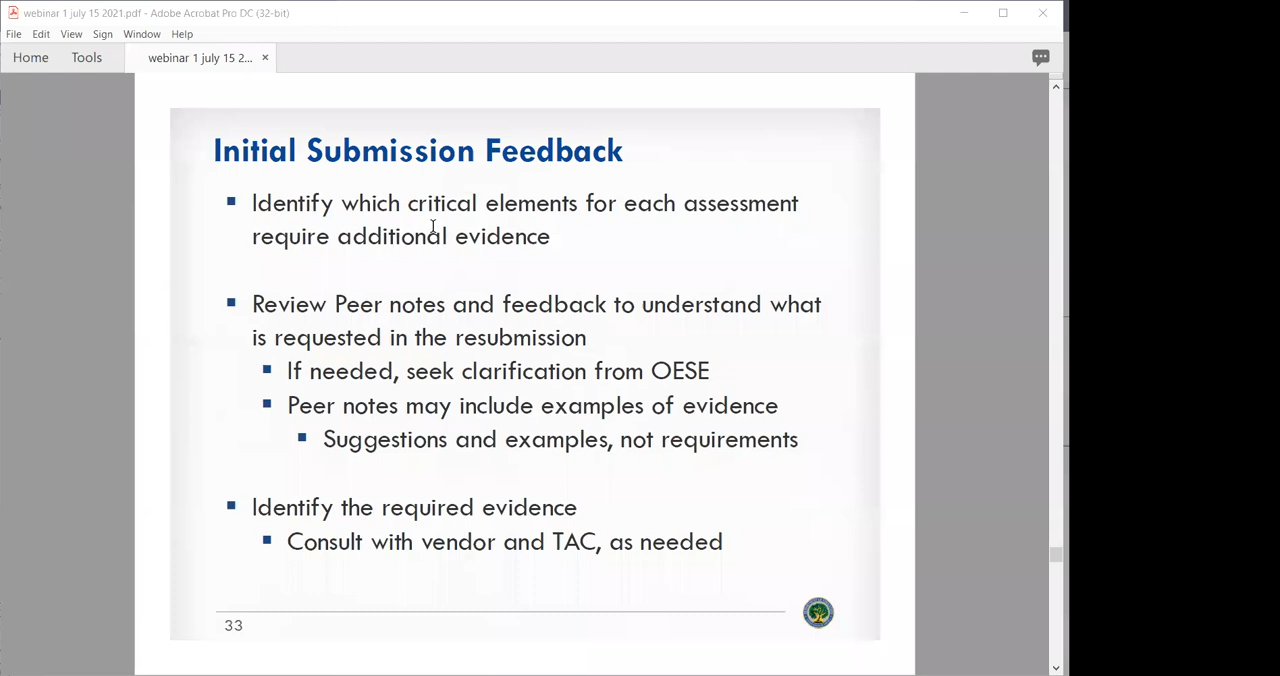 webinar 1 july 15 2021.pdf - Adobe Acrobat Pro DC (32-bit)
File Edit View Sign Window Help
Home Tools webinar 1 july 15 2... ×
Initial Submission Feedback
▪ Identify which critical elements for each assessment
require additional evidence
▪ Review Peer notes and feedback to understand what
is requested in the resubmission
▪ If needed, seek clarification from OESE
▪ Peer notes may include examples of evidence
▪ Suggestions and examples, not requirements
▪ Identify the required evidence
▪ Consult with vendor and TAC, as needed
33